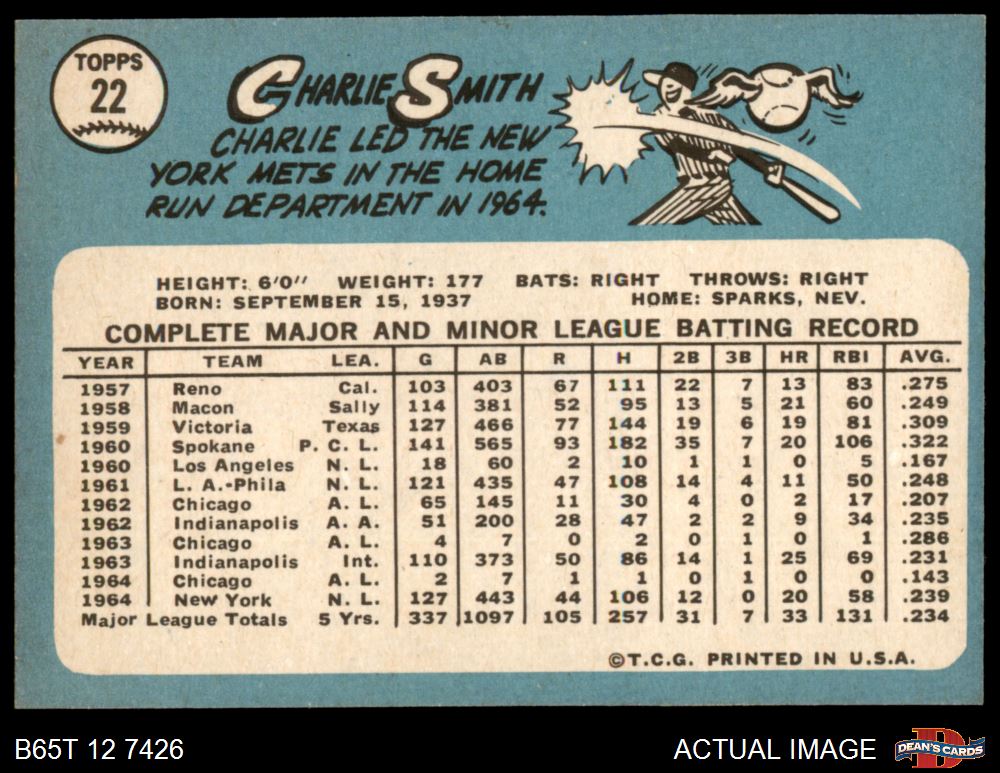 TOPPS
22
CHARLIE SMITH
CHARLIE LED THE NEW
YORK METS IN THE HOME
RUN DEPARTMENT IN 1964.
HEIGHT: 6'0" WEIGHT: 177 BATS: RIGHT THROWS: RIGHT
BORN: SEPTEMBER 15, 1937 HOME: SPARKS, NEV.
COMPLETE MAJOR AND MINOR LEAGUE BATTING RECORD
YEAR TEAM LEA. G AB R H 2B 3B HR RBI AVG.
1957 Reno Cal. 103 403 67 111 22 7 13 83 .275
1958 Macon Sally 114 381 52 95 13 5 21 60 .249
1959 Victoria Texas 127 466 77 144 19 6 19 81 .309
1960 Spokane P. C. L. 141 565 93 182 35 7 20 106 .322
1960 Los Angeles N. L. 18 60 2 10 1 1 0 5 .167
1961 L. A.-Phila N. L. 121 435 47 108 14 4 11 50 .248
1962 Chicago A. L. 65 145 11 30 4 0 2 17 .207
1962 Indianapolis A. A. 51 200 28 47 2 2 9 34 .235
1963 Chicago A. L. 4 7 0 2 0 1 0 1 .286
1963 Indianapolis Int. 110 373 50 86 14 1 25 69 .231
1964 Chicago A. L. 2 7 1 1 0 1 0 0 .143
1964 New York N. L. 127 443 44 106 12 0 20 58 .239
Major League Totals 5 Yrs. 337 1097 105 257 31 7 33 131 .234
©T.C.G. PRINTED IN U.S.A.
B65T 12 7426 ACTUAL IMAGE DEAN'S CARDS